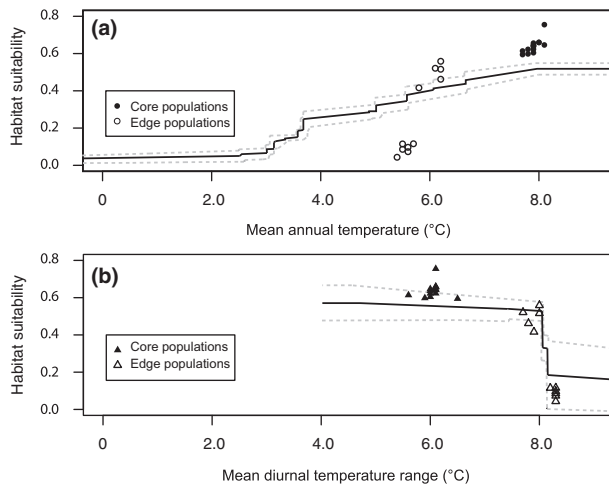 (a)
Habitat suitability
0.8
0.6
0.4
0.2
0.0
Core populations
Edge populations
0 2.0 4.0 6.0 8.0
Mean annual temperature (°C)
(b)
Habitat suitability
0.8
0.6
0.4
0.2
0.0
Core populations
Edge populations
0 2.0 4.0 6.0 8.0
Mean diurnal temperature range (°C)